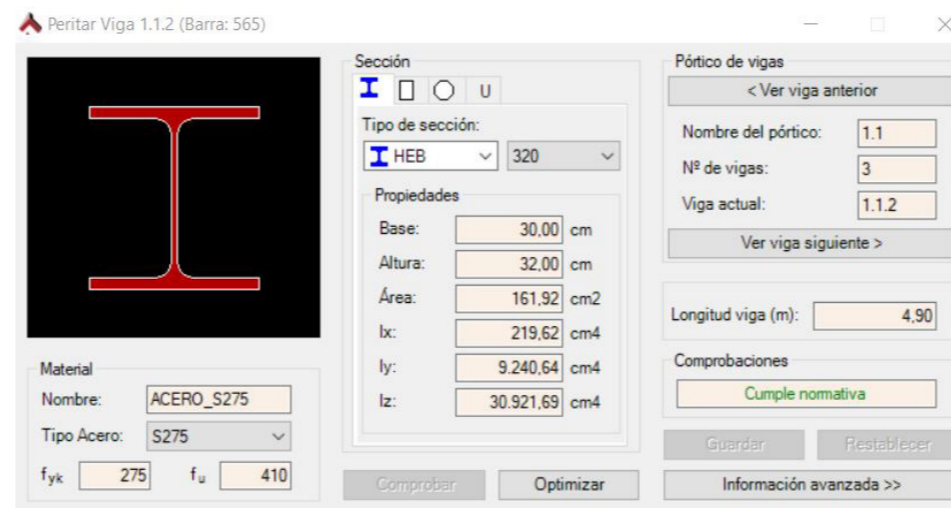 Peritar Viga 1.1.2 (Barra: 565)
Sección
U
Tipo de sección:
HEB 320
Propiedades
Base: 30,00 cm
Altura: 32,00 cm
Área: 161,92 cm2
Ix: 219,62 cm4
Iy: 9.240,64 cm4
Iz: 30.921,69 cm4
Material
Nombre: ACERO_S275
Tipo Acero: S275
fyk 275 fu 410
Comprobar Optimizar
Pórtico de vigas
< Ver viga anterior
Nombre del pórtico: 1.1
Nº de vigas: 3
Viga actual: 1.1.2
Ver viga siguiente >
Longitud viga (m): 4,90
Comprobaciones
Cumple normativa
Guardar Restablecer
Información avanzada >>